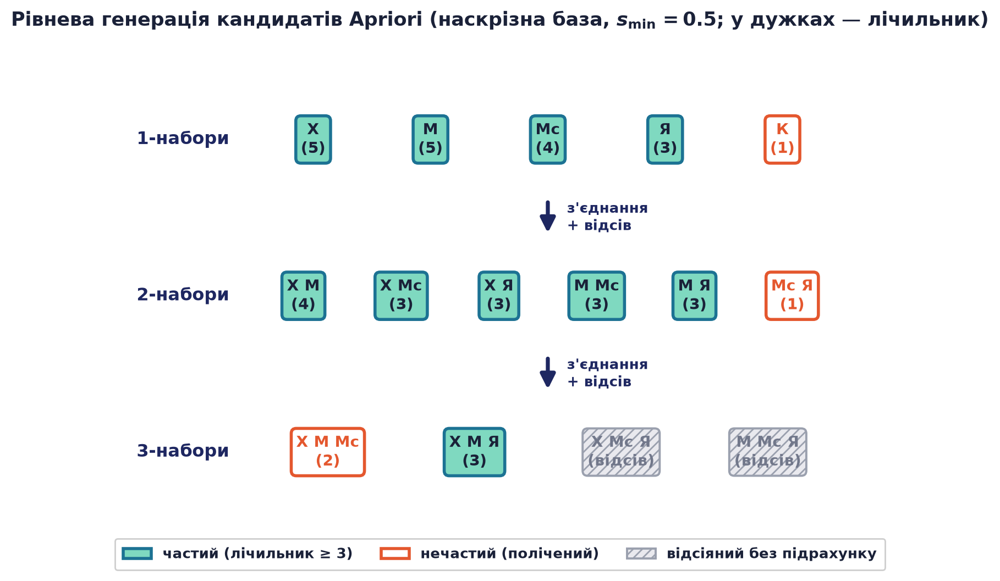 Рівнева генерація кандидатів Apriori (наскрізна база, s_min = 0.5; у дужках — лічильник)
1-набори
Х
(5)
М
(5)
Мс
(4)
Я
(3)
К
(1)
з'єднання
+ відсів
2-набори
Х М
(4)
Х Мс
(3)
Х Я
(3)
М Мс
(3)
М Я
(3)
Мс Я
(1)
з'єднання
+ відсів
3-набори
Х М Мс
(2)
Х М Я
(3)
Х Мс Я
(відсів)
М Мс Я
(відсів)
частий (лічильник ≥ 3)
нечастий (полічений)
відсіяний без підрахунку